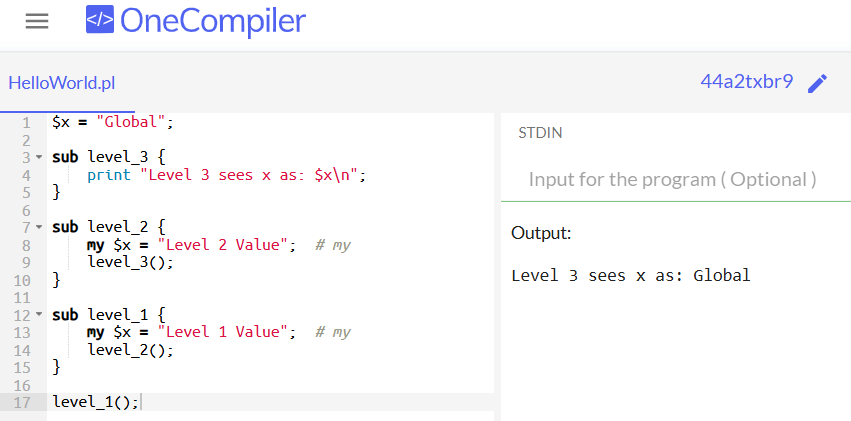 </> OneCompiler
HelloWorld.pl
44a2txbr9
1 $x = "Global";
2
3 sub level_3 {
4     print "Level 3 sees x as: $x\n";
5 }
6
7 sub level_2 {
8     my $x = "Level 2 Value";  # my
9     level_3();
10 }
11
12 sub level_1 {
13     my $x = "Level 1 Value";  # my
14     level_2();
15 }
16
17 level_1();
STDIN
Input for the program ( Optional )
Output:
Level 3 sees x as: Global